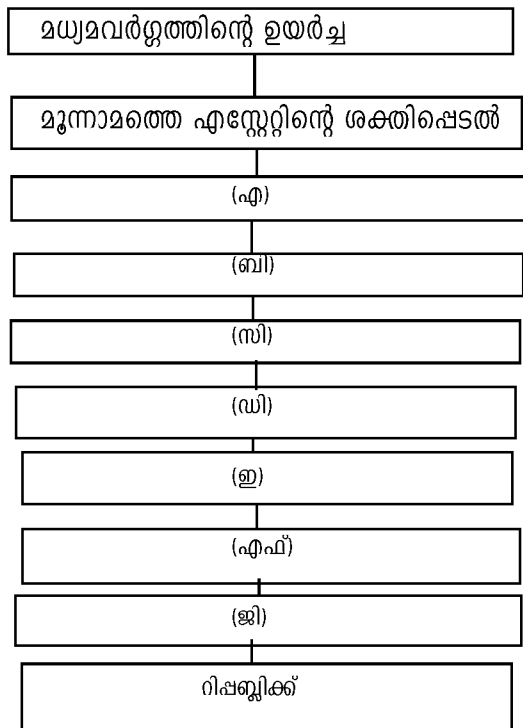 മധ്യമവർഗ്ഗത്തിന്റെ ഉയർച്ച
മൂന്നാമത്തെ എസ്റ്റേറ്റിന്റെ ശക്തിപ്പെടൽ
(എ)
(ബി)
(സി)
(ഡി)
(ഇ)
(എഫ്)
(ജി)
റിപ്പബ്ലിക്ക്